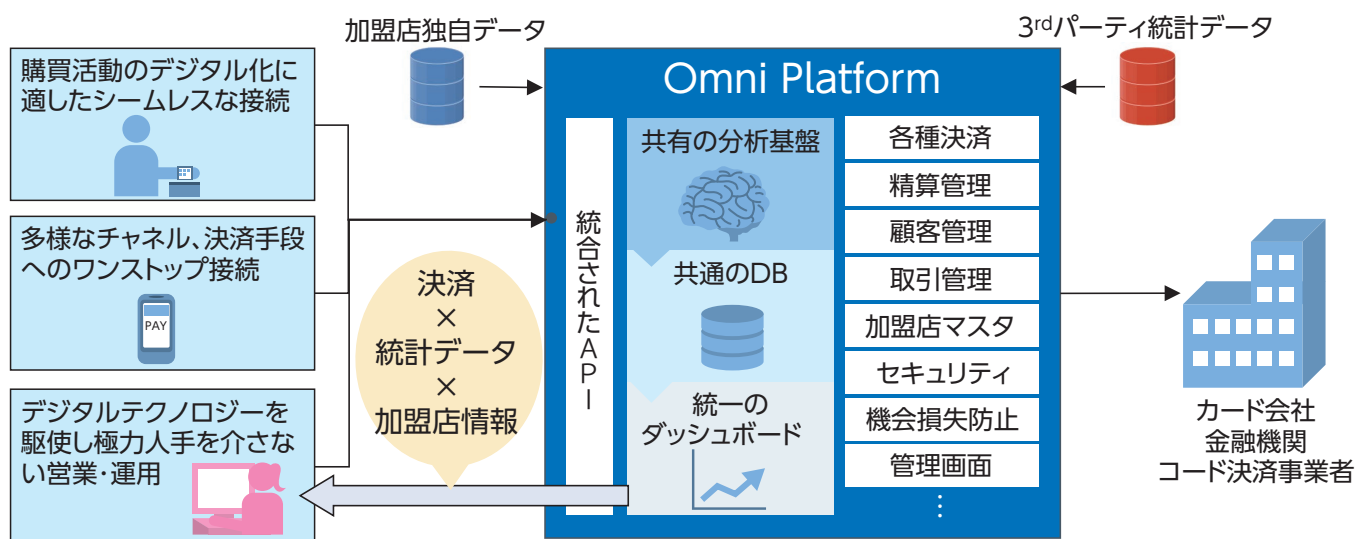 加盟店独自データ
3rdパーティ統計データ
購買活動のデジタル化に
適したシームレスな接続
多様なチャネル、決済手段
へのワンストップ接続
PAY
デジタルテクノロジーを
駆使し極力人手を介さな
い営業・運用
決済
×
統計データ
×
加盟店情報
Omni Platform
統合されたAPI
共有の分析基盤
共通のDB
統一の
ダッシュボード
各種決済
精算管理
顧客管理
取引管理
加盟店マスタ
セキュリティ
機会損失防止
管理画面
⋮
カード会社
金融機関
コード決済事業者